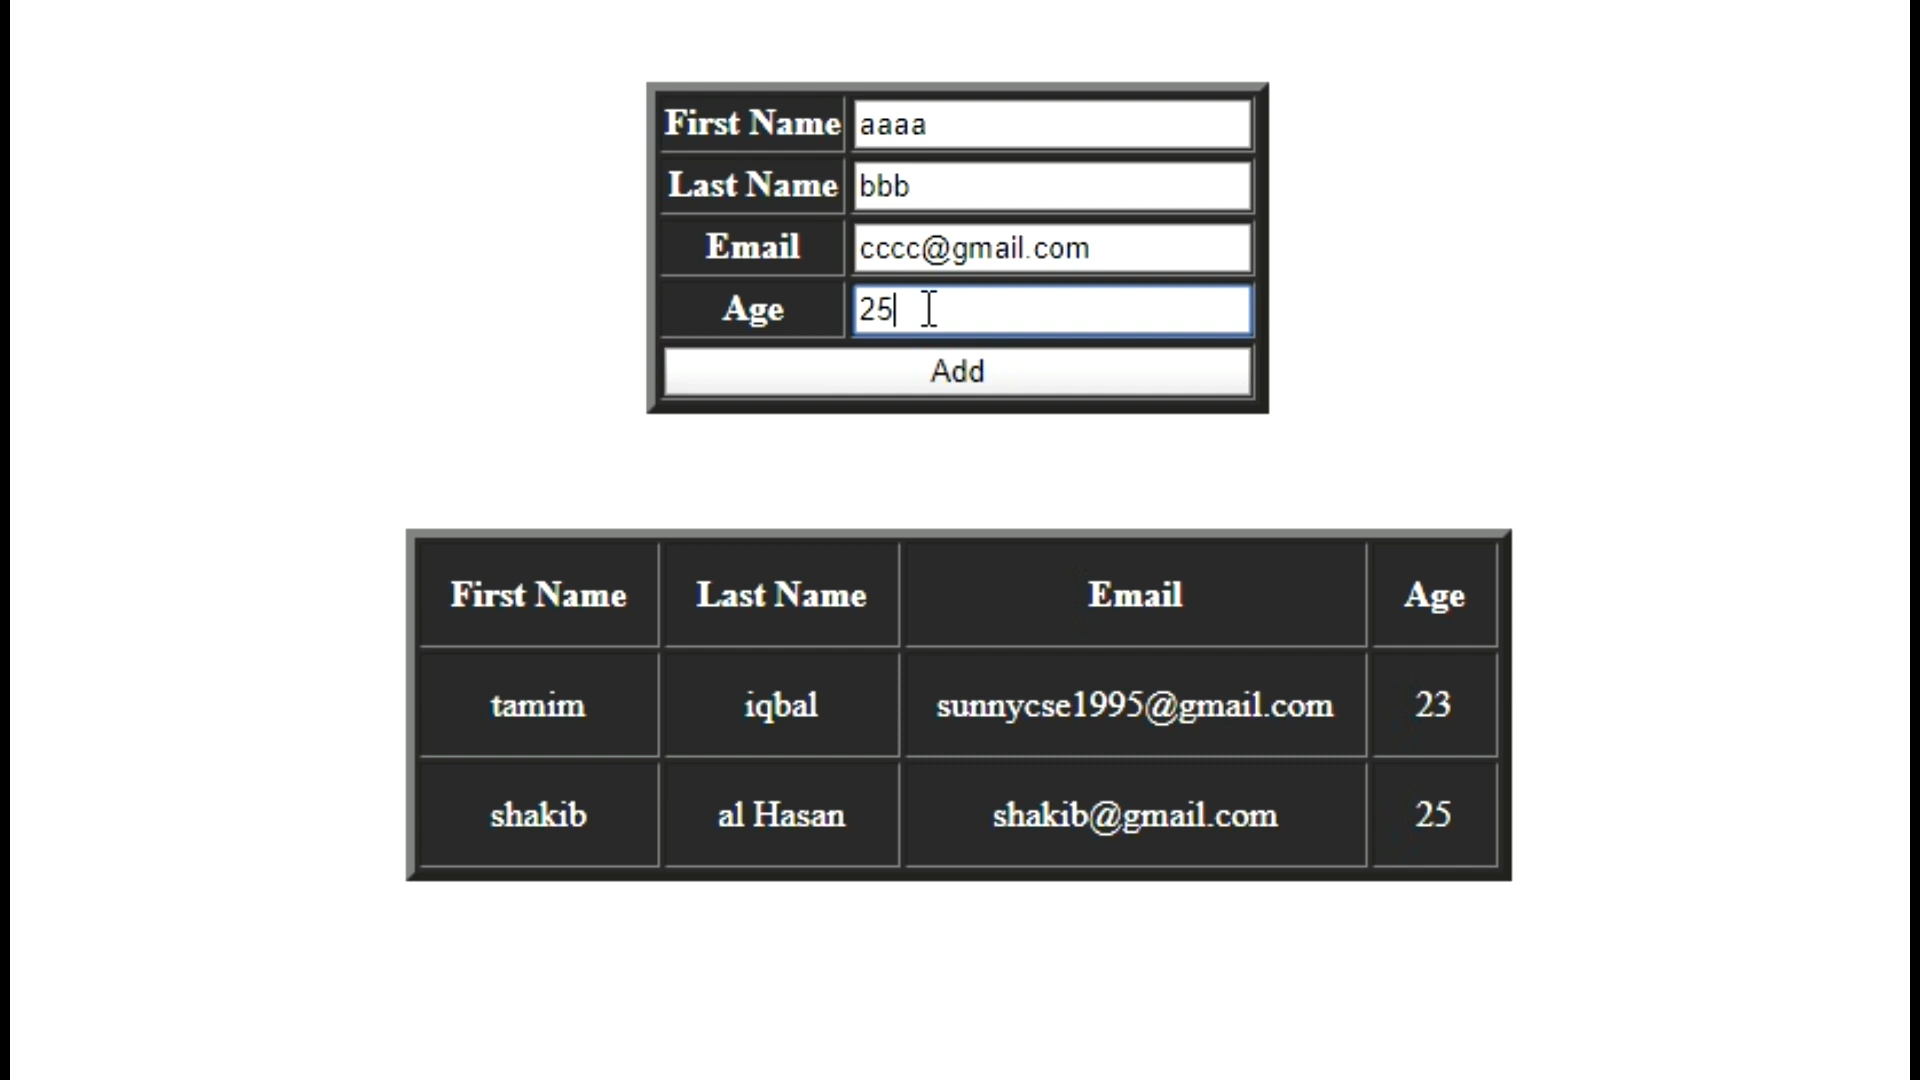 First Name aaaa
Last Name bbb
Email cccc@gmail.com
Age 25
Add
First Name Last Name Email Age
tamim iqbal sunnycse1995@gmail.com 23
shakib al Hasan shakib@gmail.com 25